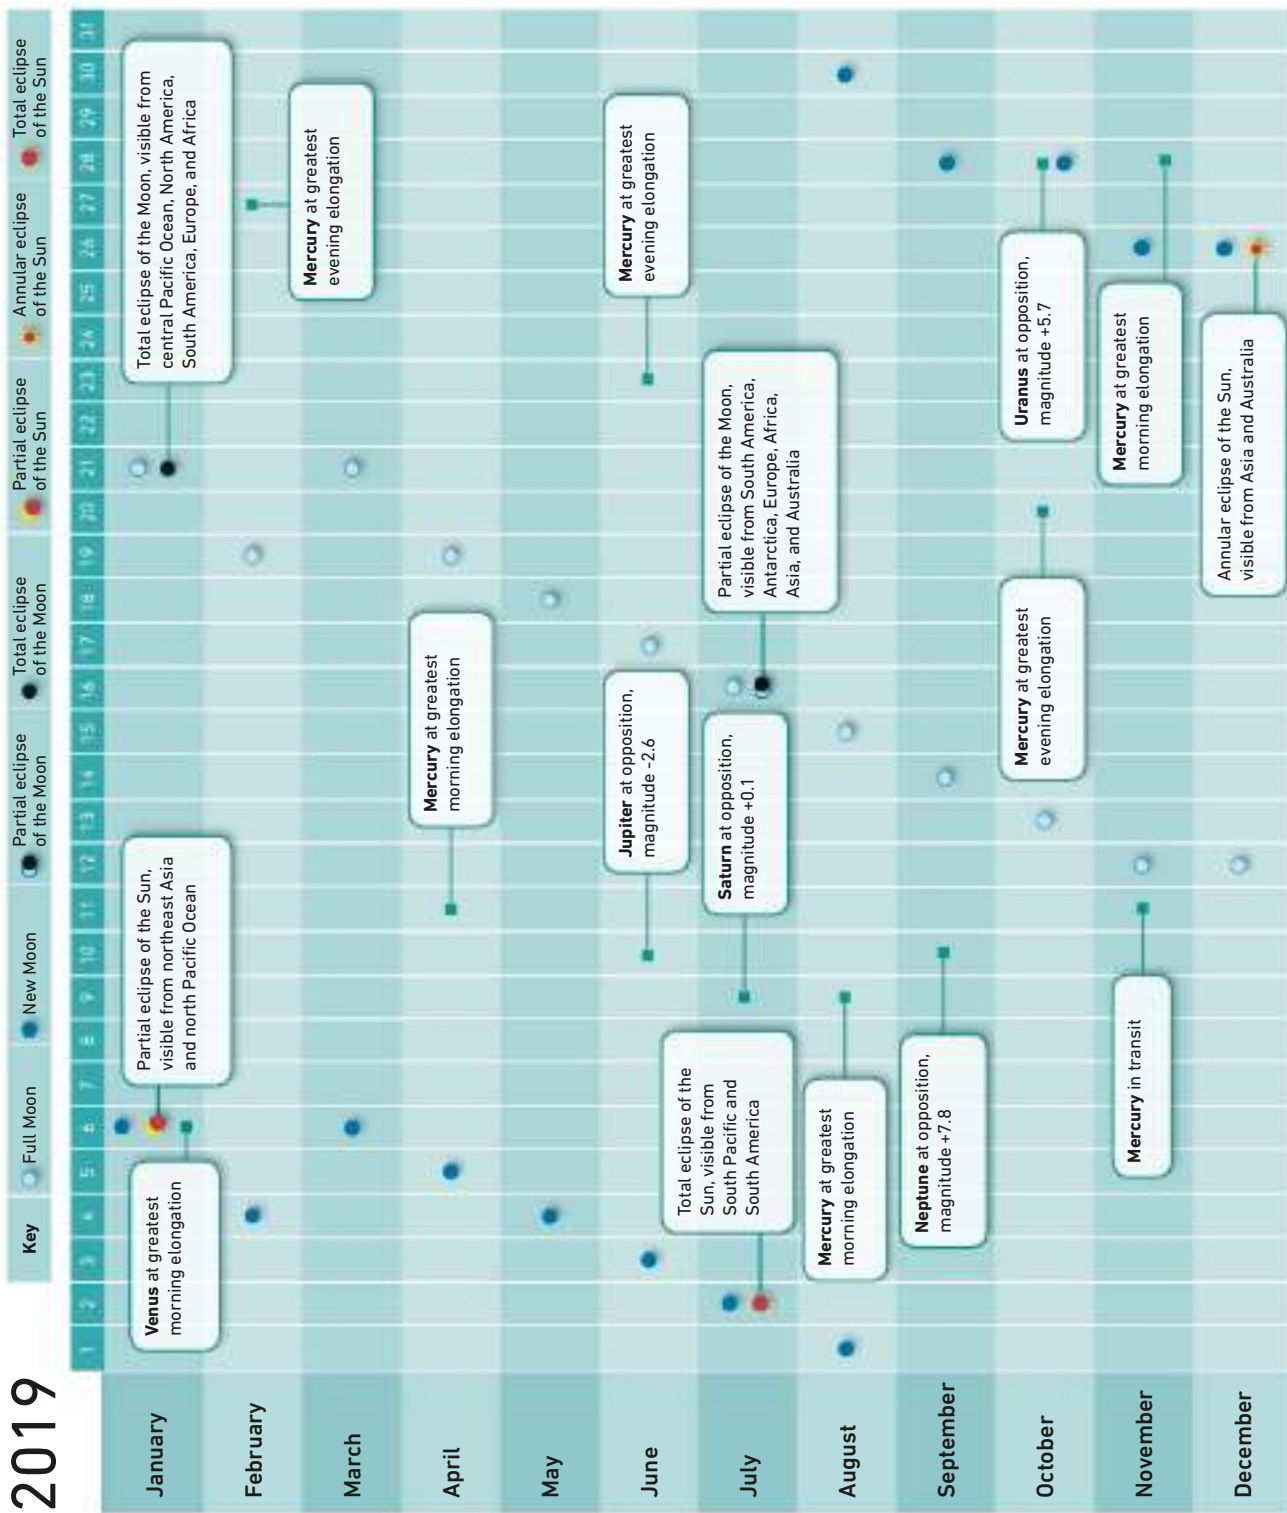 2019
Key
Full Moon
New Moon
Partial eclipse
of the Moon
Total eclipse
of the Moon
Partial eclipse
of the Sun
Annular eclipse
of the Sun
Total eclipse
of the Sun
1 2 3 4 5 6 7 8 9 10 11 12 13 14 15 16 17 18 19 20 21 22 23 24 25 26 27 28 29 30 31
January
Venus at greatest
morning elongation
Partial eclipse of the Sun,
visible from northeast Asia
and north Pacific Ocean
Total eclipse of the Moon, visible from
central Pacific Ocean, North America,
South America, Europe, and Africa
February
Mercury at greatest
evening elongation
March
April
Mercury at greatest
morning elongation
May
June
Jupiter at opposition,
magnitude -2.6
Mercury at greatest
evening elongation
July
Total eclipse of the
Sun, visible from
South Pacific and
South America
Saturn at opposition,
magnitude +0.1
Partial eclipse of the Moon,
visible from South America,
Antarctica, Europe, Africa,
Asia, and Australia
August
Mercury at greatest
morning elongation
September
Neptune at opposition,
magnitude +7.8
October
Mercury at greatest
evening elongation
Uranus at opposition,
magnitude +5.7
November
Mercury in transit
Mercury at greatest
morning elongation
December
Annular eclipse of the Sun,
visible from Asia and Australia